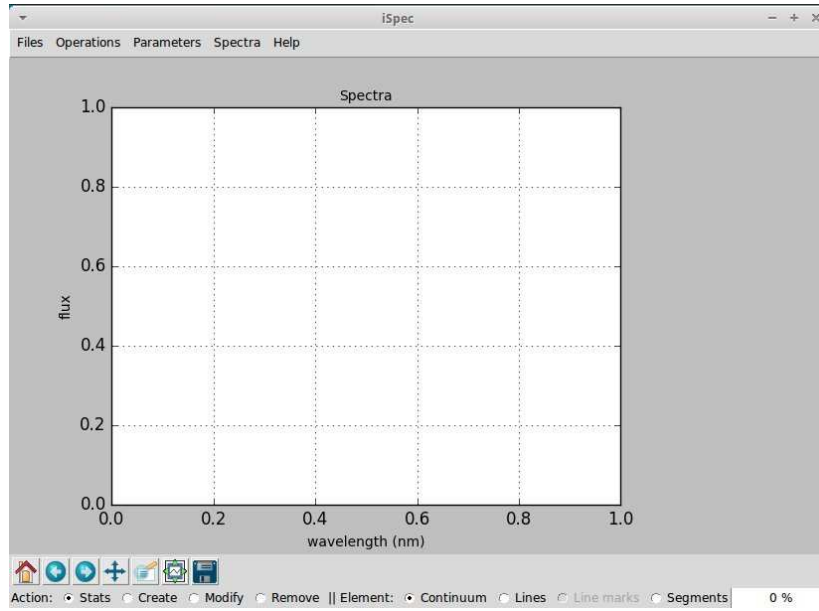 iSpec
Files Operations Parameters Spectra Help
Spectra
1.0
0.8
0.6
flux
0.4
0.2
0.0
0.0 0.2 0.4 0.6 0.8 1.0
wavelength (nm)
Action: Stats Create Modify Remove || Element: Continuum Lines Line marks Segments 0 %